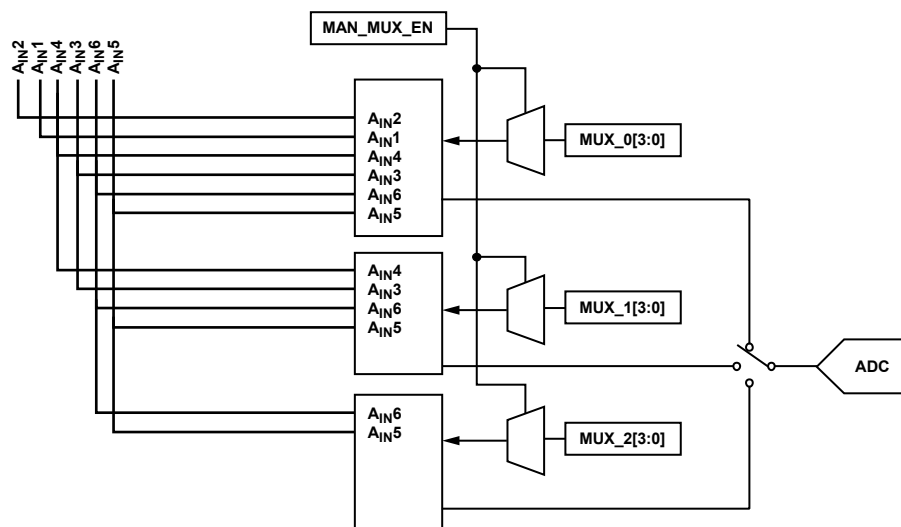 MAN_MUX_EN
AIN2
AIN1
AIN4
AIN3
AIN6
AIN5
AIN2
AIN1
AIN4
AIN3
AIN6
AIN5
MUX_0[3:0]
AIN4
AIN3
AIN6
AIN5
MUX_1[3:0]
ADC
AIN6
AIN5
MUX_2[3:0]